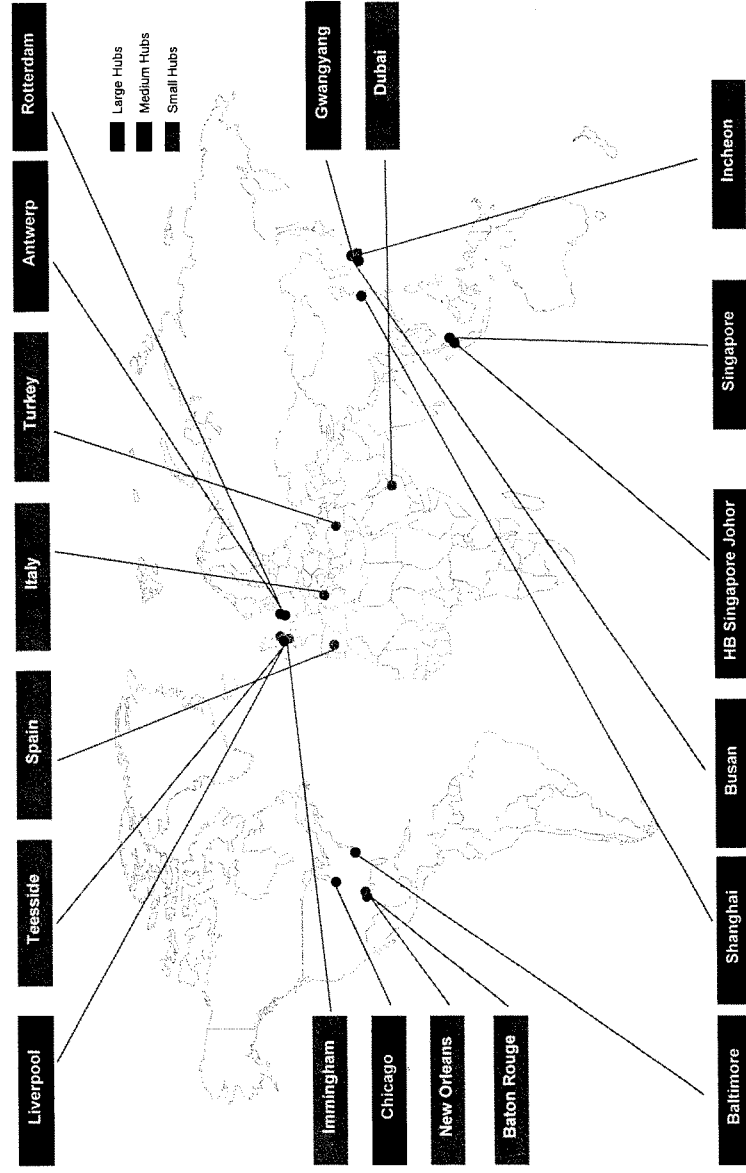 Liverpool
Teesside
Spain
Italy
Turkey
Antwerp
Rotterdam
Large Hubs
Medium Hubs
Small Hubs
Immingham
Chicago
New Orleans
Baton Rouge
Gwangyang
Dubai
Baltimore
Shanghai
Busan
HB Singapore Johor
Singapore
Incheon